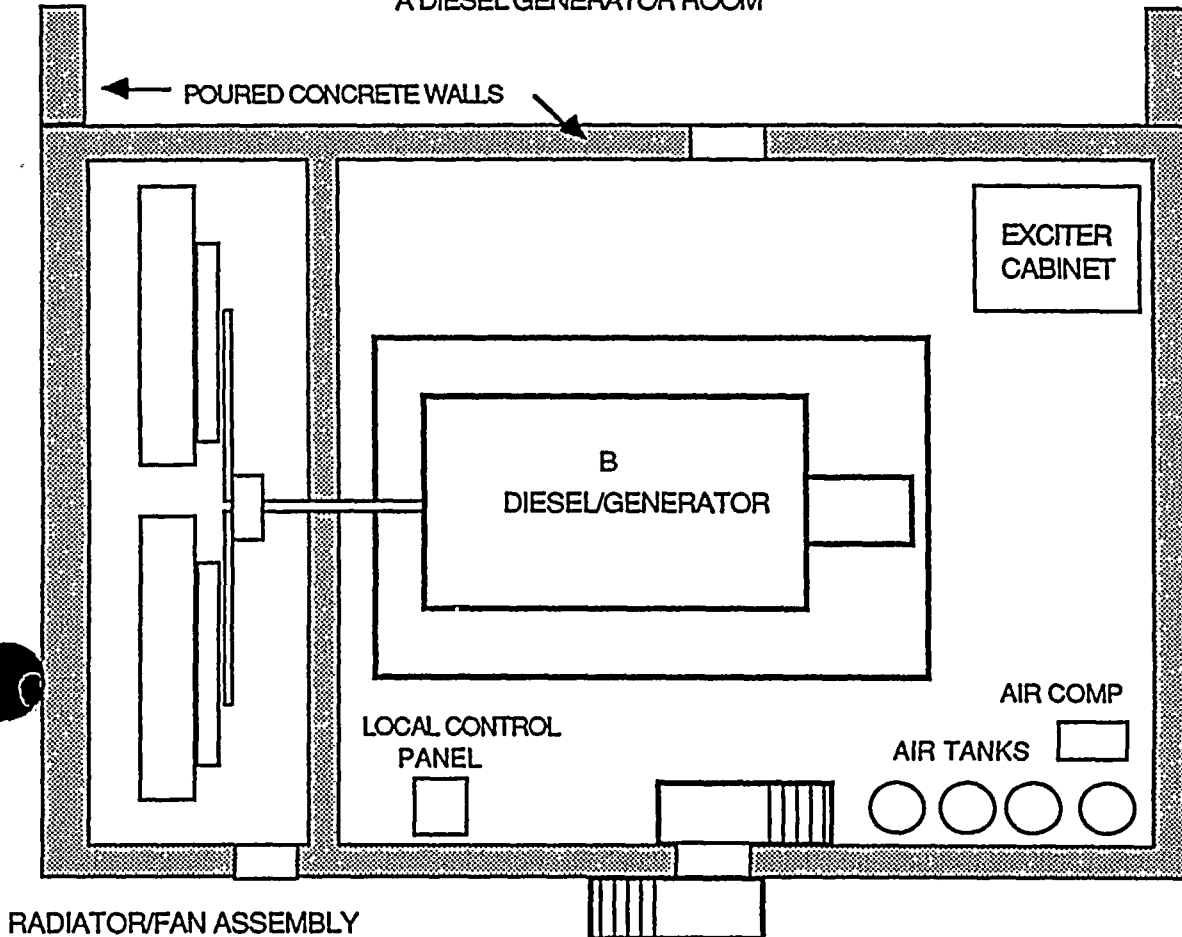 A DIESEL GENERATOR ROOM
POURED CONCRETE WALLS
EXCITER
CABINET
B
DIESEL/GENERATOR
AIR COMP
LOCAL CONTROL
PANEL
AIR TANKS
RADIATOR/FAN ASSEMBLY